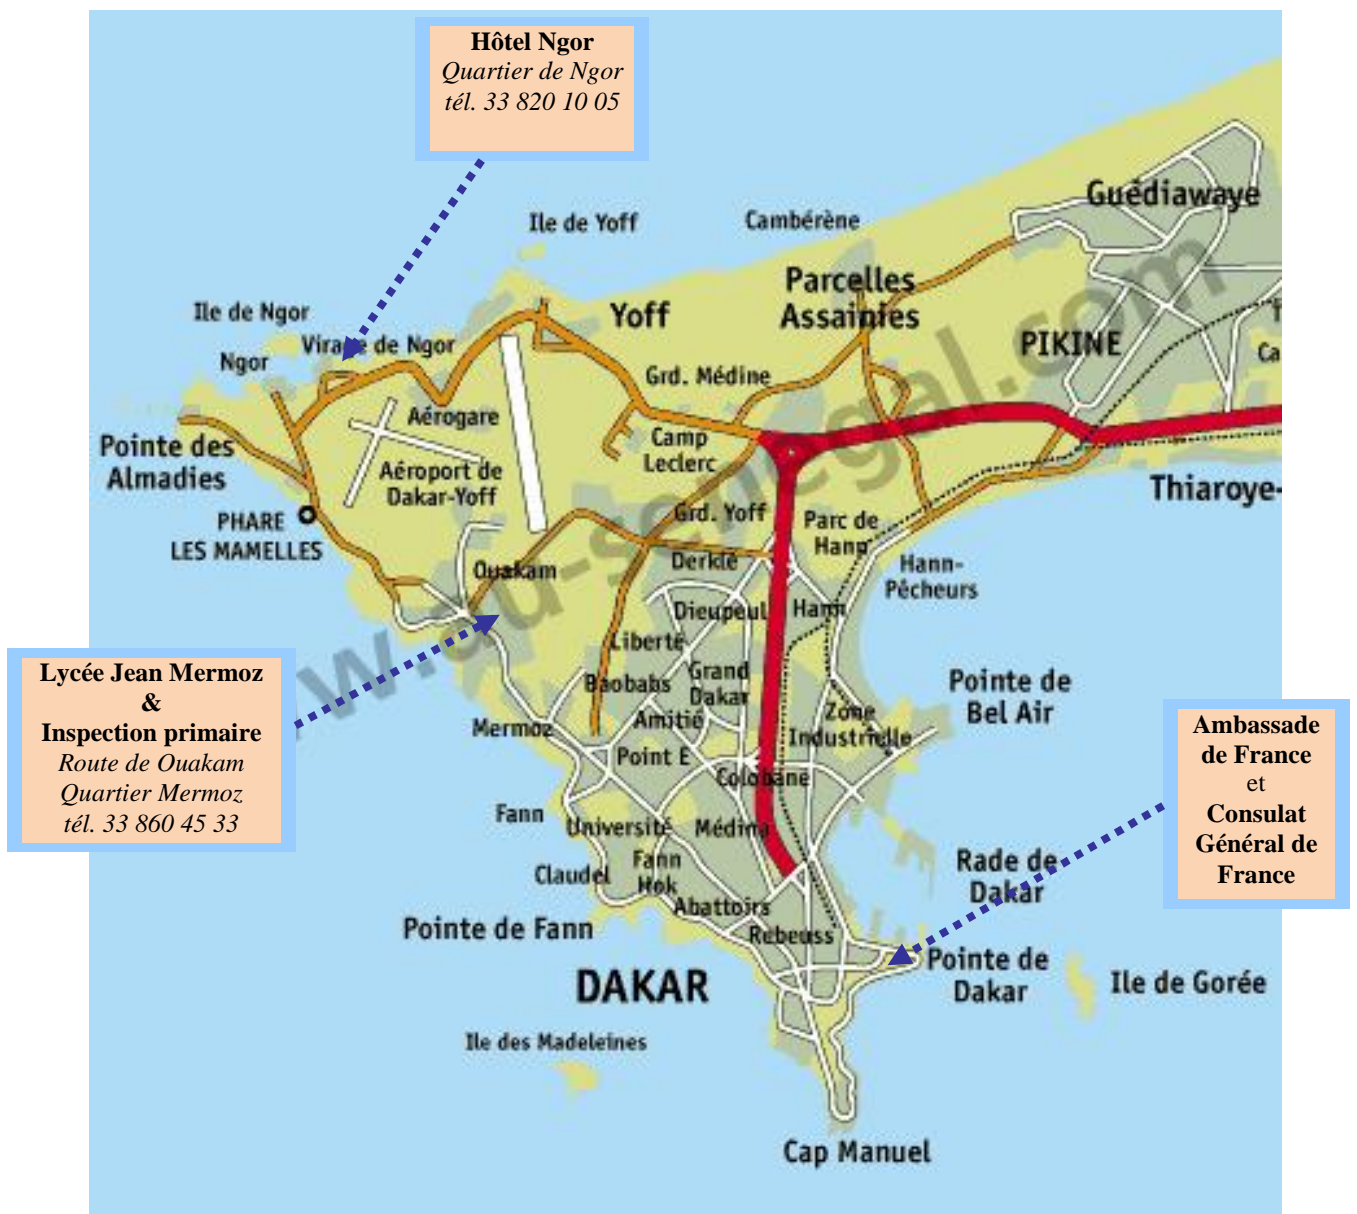 Hôtel Ngor
Quartier de Ngor
tél. 33 820 10 05
Guédiawaye
Ile de Yoff
Cambérène
Parcelles
Assainies
Ile de Ngor
Yoff
Virage de Ngor
PIKINE
Ngor
Ca
Grd. Médine
Aérogare
Pointe des
Almadies
Camp
Leclerc
Aéroport de
Dakar-Yoff
Thiaroye-
PHARE
LES MAMELLES
Grd. Yoff
Parc de
Hann
Derklé
Ouakam
Hann-
Pêcheurs
Dieupeul
Hann
Liberté
Lycée Jean Mermoz
&
Inspection primaire
Route de Ouakam
Quartier Mermoz
tél. 33 860 45 33
Baobabs
Grand
Dakar
Pointe de
Bel Air
Amitié
Zone
Industrielle
Mermoz
Point E
Colobane
Ambassade
de France
et
Consulat
Général de
France
Fann
Université
Médina
Claudel
Fann
Hok
Rade de
Dakar
Abattoirs
Pointe de Fann
Rebeuss
Pointe de
Dakar
DAKAR
Ile de Gorée
Ile des Madeleines
Cap Manuel
w.au-senegal.com